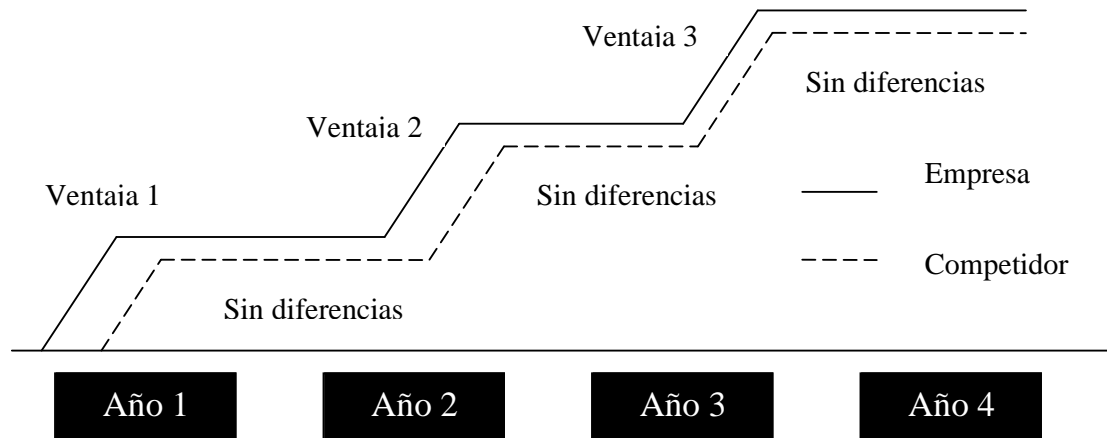 Ventaja 3
Sin diferencias
Ventaja 2
Empresa
Ventaja 1
Sin diferencias
Competidor
Sin diferencias
Año 1
Año 2
Año 3
Año 4